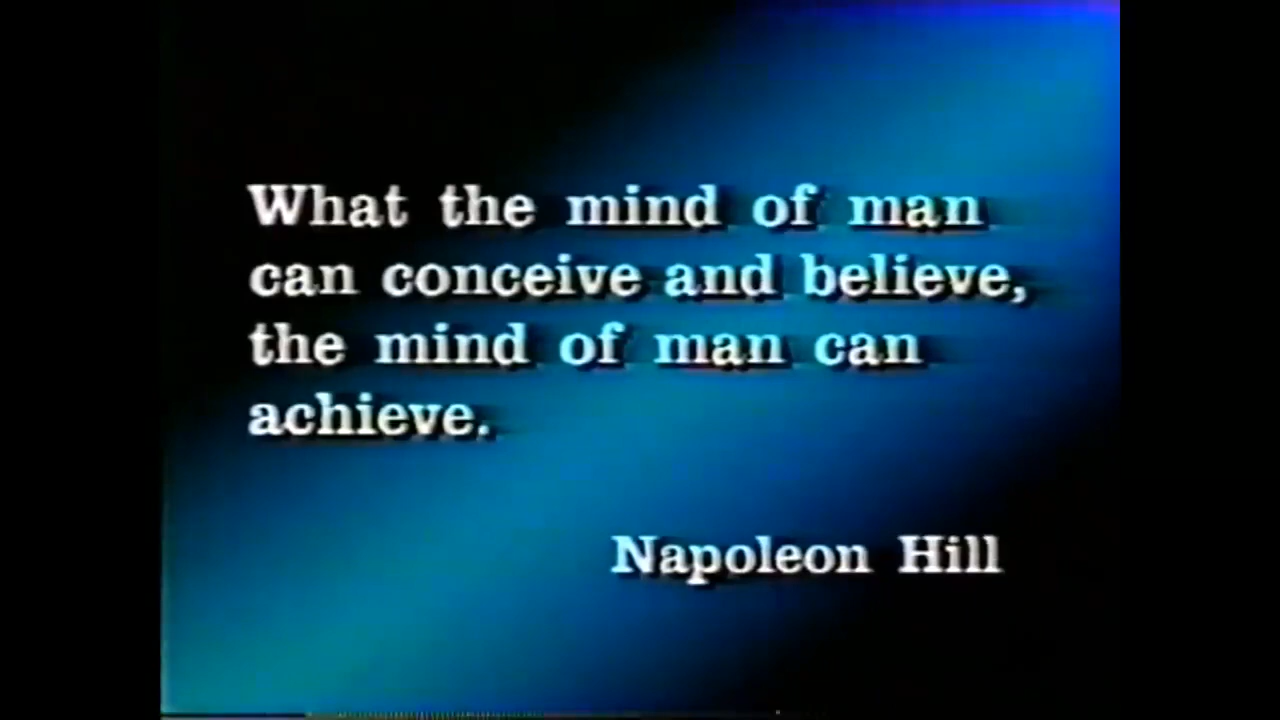 What the mind of man
can conceive and believe,
the mind of man can
achieve.
Napoleon Hill